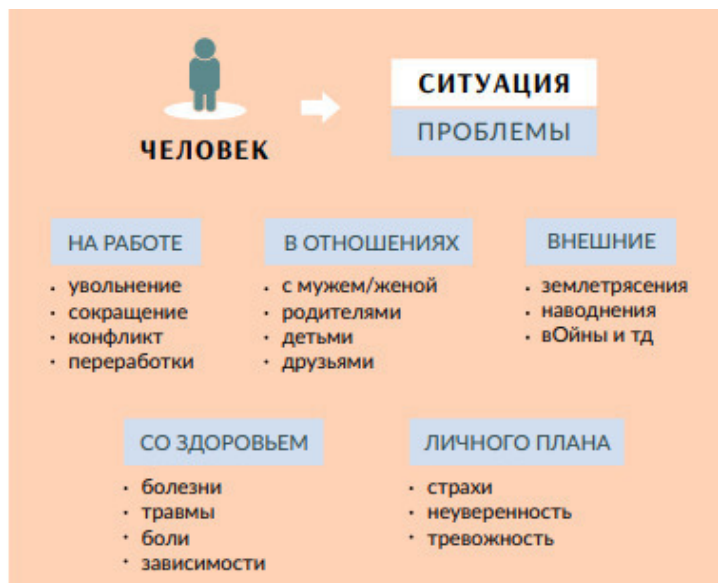 ЧЕЛОВЕК
СИТУАЦИЯ
ПРОБЛЕМЫ
НА РАБОТЕ
· увольнение
· сокращение
· конфликт
· переработки
В ОТНОШЕНИЯХ
· с мужем/женой
· родителями
· детьми
· друзьями
ВНЕШНИЕ
· землетрясения
· наводнения
· вОйны и тд
СО ЗДОРОВЬЕМ
· болезни
· травмы
· боли
· зависимости
ЛИЧНОГО ПЛАНА
· страхи
· неуверенность
· тревожность